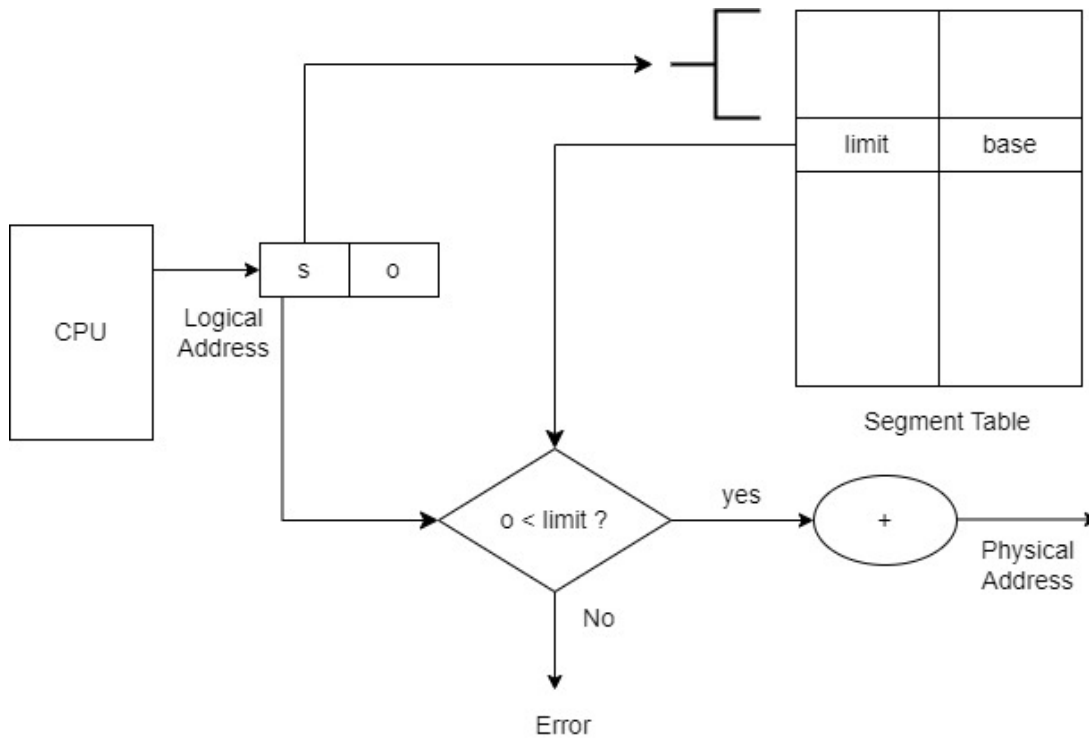 limit base
CPU
s o
Logical
Address
Segment Table
o < limit ?
yes
+
Physical
Address
No
Error